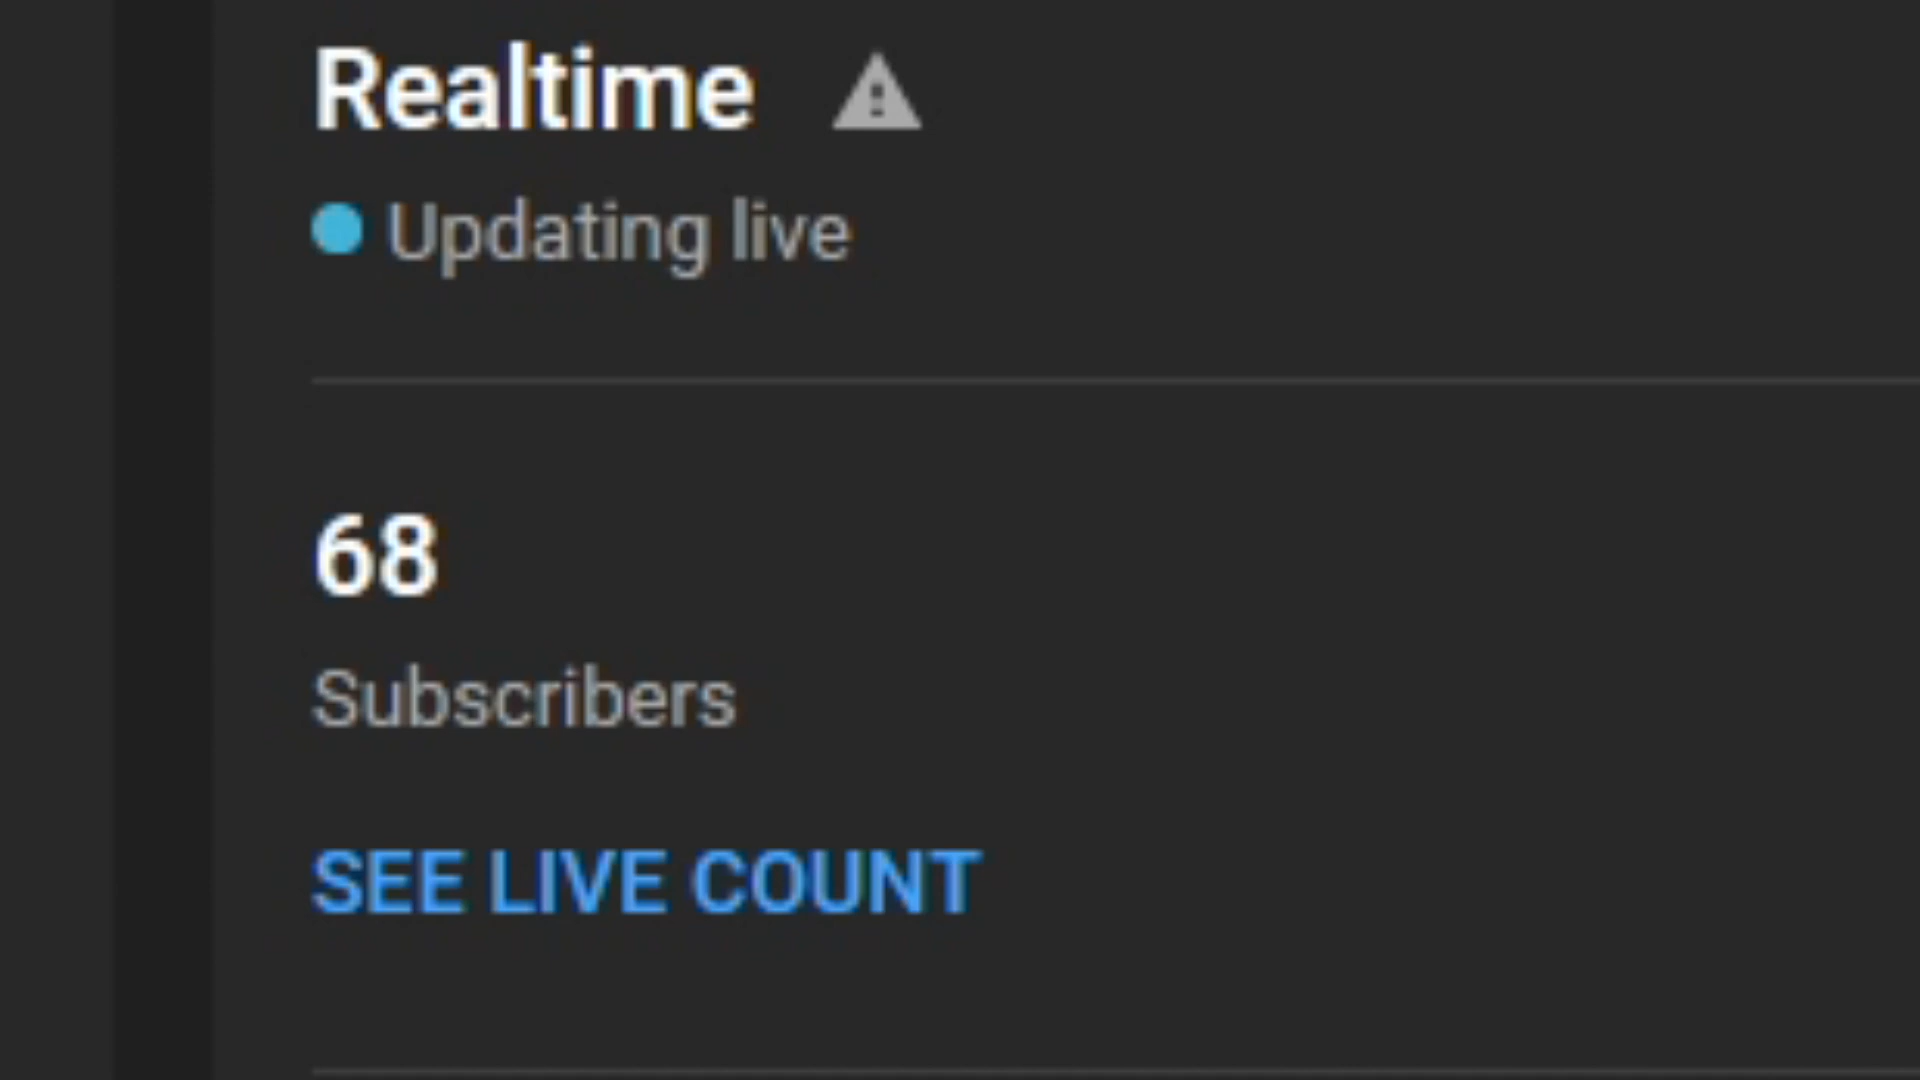 Realtime
Updating live
68
Subscribers
SEE LIVE COUNT